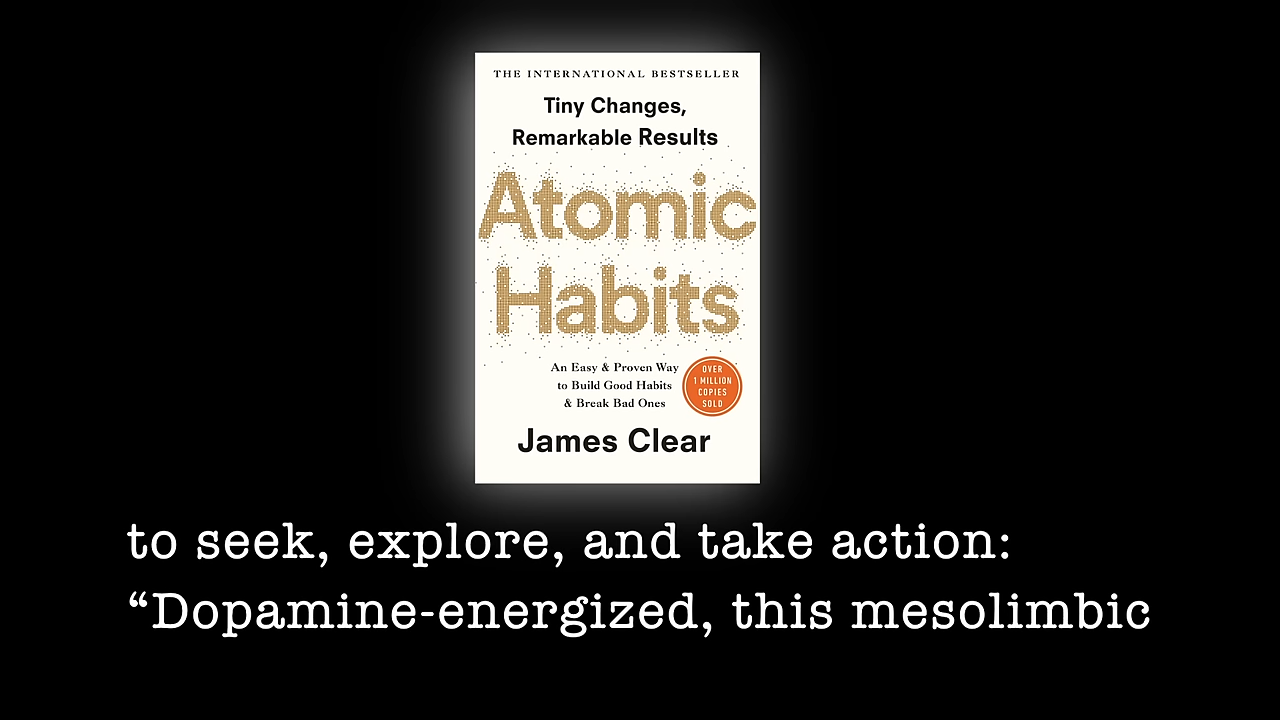 THE INTERNATIONAL BESTSELLER
Tiny Changes,
Remarkable Results
Atomic
Habits
An Easy & Proven Way
to Build Good Habits
& Break Bad Ones
OVER
1 MILLION
COPIES
SOLD
James Clear
to seek, explore, and take action:
“Dopamine-energized, this mesolimbic